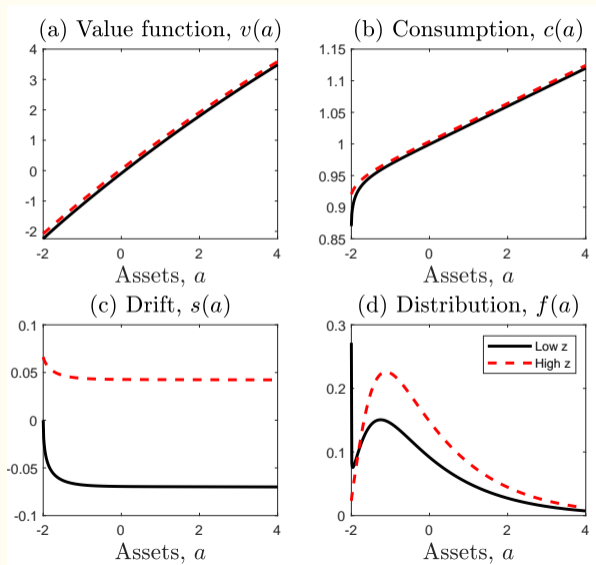 (a) Value function, v(a)
4
3
2
1
0
-1
-2
-2 0 2 4
Assets, a
(b) Consumption, c(a)
1.15
1.1
1.05
1
0.95
0.9
0.85
-2 0 2 4
Assets, a
(c) Drift, s(a)
0.1
0.05
0
-0.05
-0.1
-2 0 2 4
Assets, a
(d) Distribution, f(a)
0.3
0.2
0.1
0
-2 0 2 4
Assets, a
Low z
High z